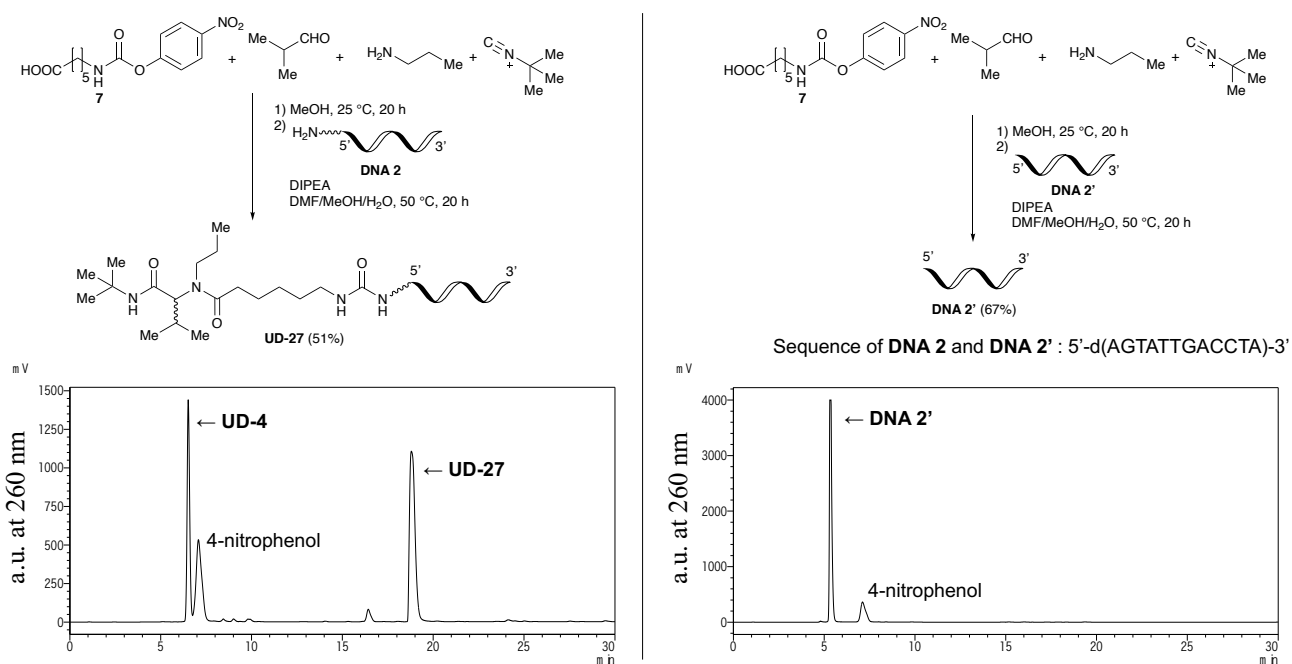 NO₂
O
HOOC
5
N
H
O
7
+
Me
CHO
Me
+
H₂N
Me
+
C
N
+
Me
Me
Me
1) MeOH, 25 °C, 20 h
2)
H₂N
5’
3’
DNA 2
DIPEA
DMF/MeOH/H₂O, 50 °C, 20 h
Me
Me
Me
Me
N
H
O
N
O
Me
Me
O
N
H
N
H
5’
3’
UD-27 (51%)
mV
1500
1250
1000
750
500
250
0
a.u. at 260 nm
← UD-4
4-nitrophenol
← UD-27
0 5 10 15 20 25 30
min
NO₂
O
HOOC
5
N
H
O
7
+
Me
CHO
Me
+
H₂N
Me
+
C
N
+
Me
Me
Me
1) MeOH, 25 °C, 20 h
2)
5’
3’
DNA 2’
DIPEA
DMF/MeOH/H₂O, 50 °C, 20 h
5’
3’
DNA 2’ (67%)
Sequence of DNA 2 and DNA 2’ : 5’-d(AGTATTGACCTA)-3’
mV
4000
3000
2000
1000
0
a.u. at 260 nm
← DNA 2’
4-nitrophenol
0 5 10 15 20 25 30
min